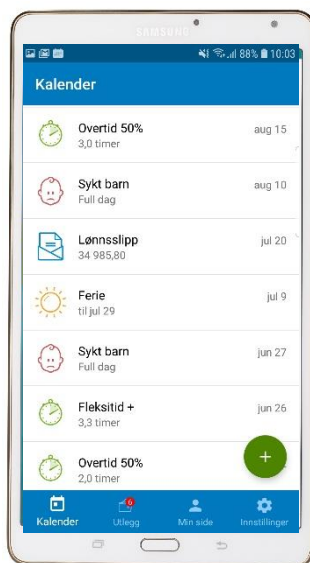 SAMSUNG
88% 10:03
Kalender
Overtid 50%
aug 15
3,0 timer
Sykt barn
aug 10
Full dag
Lønnsslipp
jul 20
34 985,80
Ferie
jul 9
til jul 29
Sykt barn
jun 27
Full dag
Fleksitid +
jun 26
3,3 timer
Overtid 50%
2,0 timer
+
6
Kalender Utlegg Min side Innstillinger